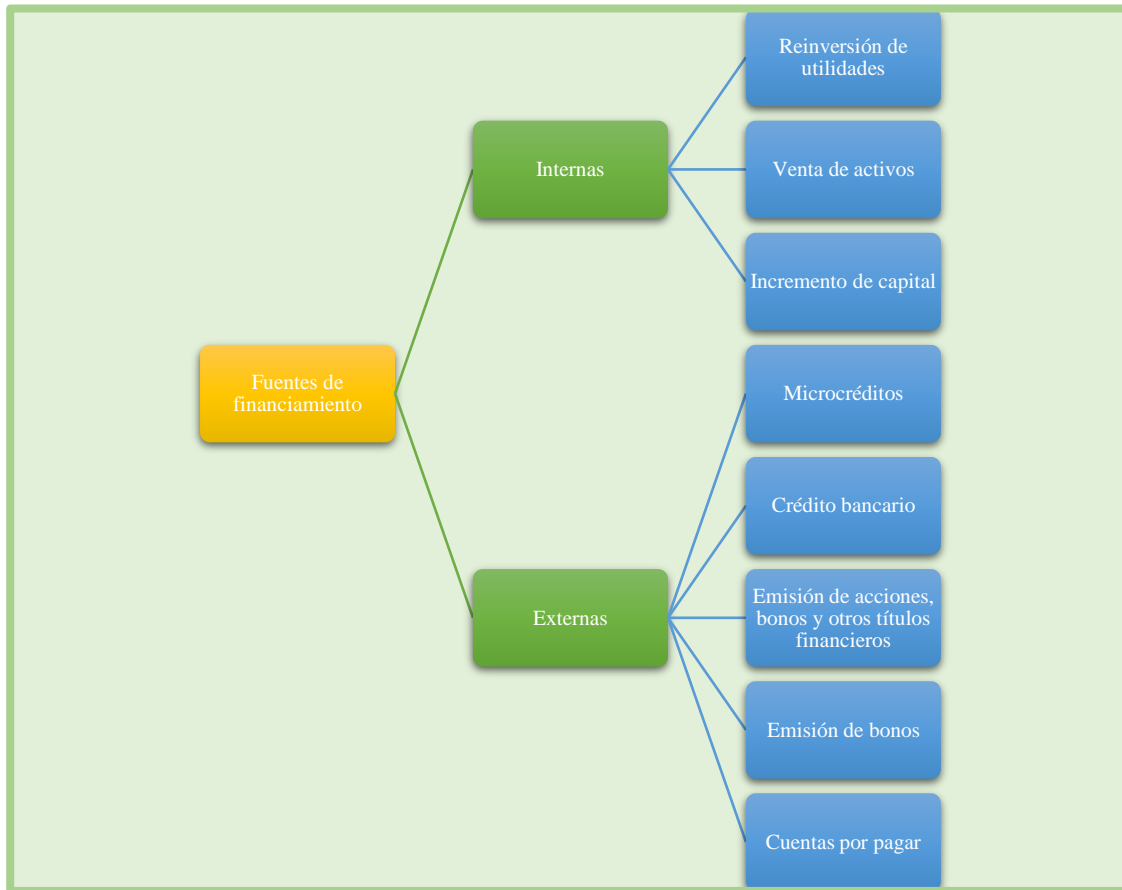 Fuentes de
financiamiento
Internas
Reinversión de
utilidades
Venta de activos
Incremento de capital
Externas
Microcréditos
Crédito bancario
Emisión de acciones,
bonos y otros títulos
financieros
Emisión de bonos
Cuentas por pagar